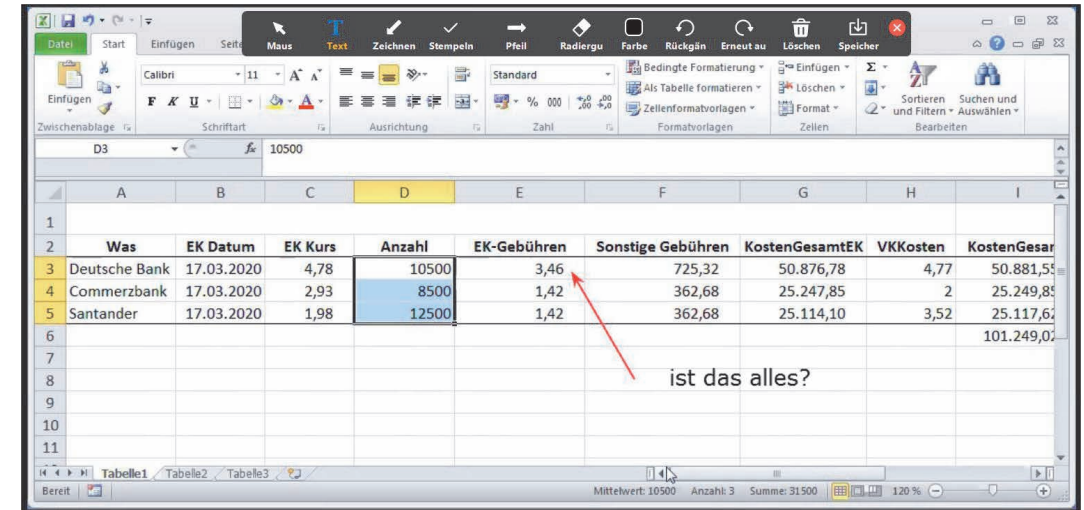 Maus Text Zeichnen Stempeln Pfeil Radiergu Farbe Rückgän Erneut au Löschen Speicher
Datei Start Einfügen Seite
Calibri 11 Standard Bedingte Formatierung Einfügen Σ
Einfügen Als Tabelle formatieren Löschen Sortieren Suchen und
F K U % 000 Zellenformatvorlagen Format und Filtern Auswählen
Zwischenablage Schriftart Ausrichtung Zahl Formatvorlagen Zellen Bearbeiten
D3 fx 10500
A B C D E F G H I
1
2 Was EK Datum EK Kurs Anzahl EK-Gebühren Sonstige Gebühren KostenGesamtEK VKKosten KostenGesar
3 Deutsche Bank 17.03.2020 4,78 10500 3,46 725,32 50.876,78 4,77 50.881,55
4 Commerzbank 17.03.2020 2,93 8500 1,42 362,68 25.247,85 2 25.249,85
5 Santander 17.03.2020 1,98 12500 1,42 362,68 25.114,10 3,52 25.117,62
6 101.249,02
7
8 ist das alles?
9
10
11
Tabelle1 Tabelle2 Tabelle3
Bereit Mittelwert: 10500 Anzahl: 3 Summe: 31500 120 %